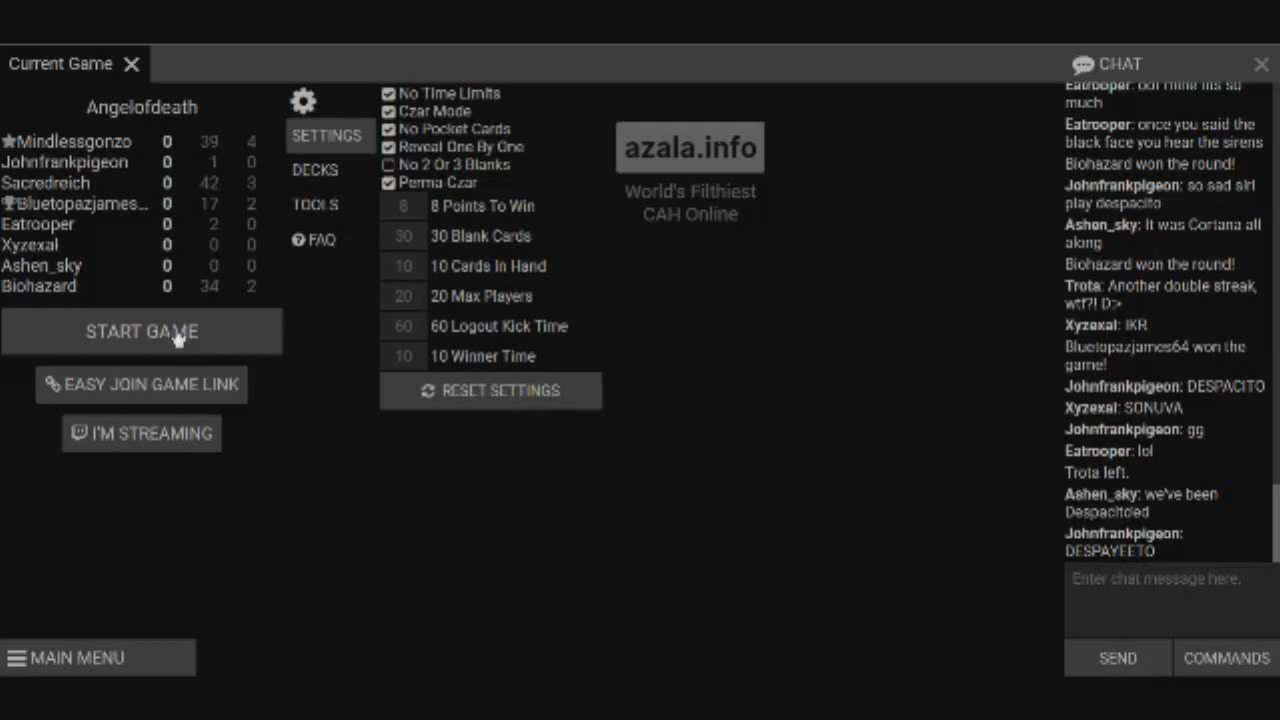 Current Game
CHAT
Angelofdeath
Mindlessgonzo 0 39 4
Johnfrankpigeon 0 1 0
Sacredreich 0 42 3
Bluetopazjames... 0 17 2
Eatrooper 0 2 0
Xyzexal 0 0 0
Ashen_sky 0 0 0
Biohazard 0 34 2
START GAME
EASY JOIN GAME LINK
I'M STREAMING
MAIN MENU
SETTINGS
DECKS
TOOLS
FAQ
No Time Limits
Czar Mode
No Pocket Cards
Reveal One By One
No 2 Or 3 Blanks
Perma Czar
8 8 Points To Win
30 30 Blank Cards
10 10 Cards In Hand
20 20 Max Players
60 60 Logout Kick Time
10 10 Winner Time
RESET SETTINGS
azala.info
World's Filthiest
CAH Online
much
Eatrooper: once you said the
black face you hear the sirens
Biohazard won the round!
Johnfrankpigeon: so sad siri
play despacito
Ashen_sky: It was Cortana all
along
Biohazard won the round!
Trota: Another double streak,
wtf?! D:>
Xyzexal: IKR
Bluetopazjames64 won the
game!
Johnfrankpigeon: DESPACITO
Xyzexal: SONUVA
Johnfrankpigeon: gg
Eatrooper: lol
Trota left.
Ashen_sky: we've been
Despacitoed
Johnfrankpigeon:
DESPAYEETO
Enter chat message here.
SEND
COMMANDS